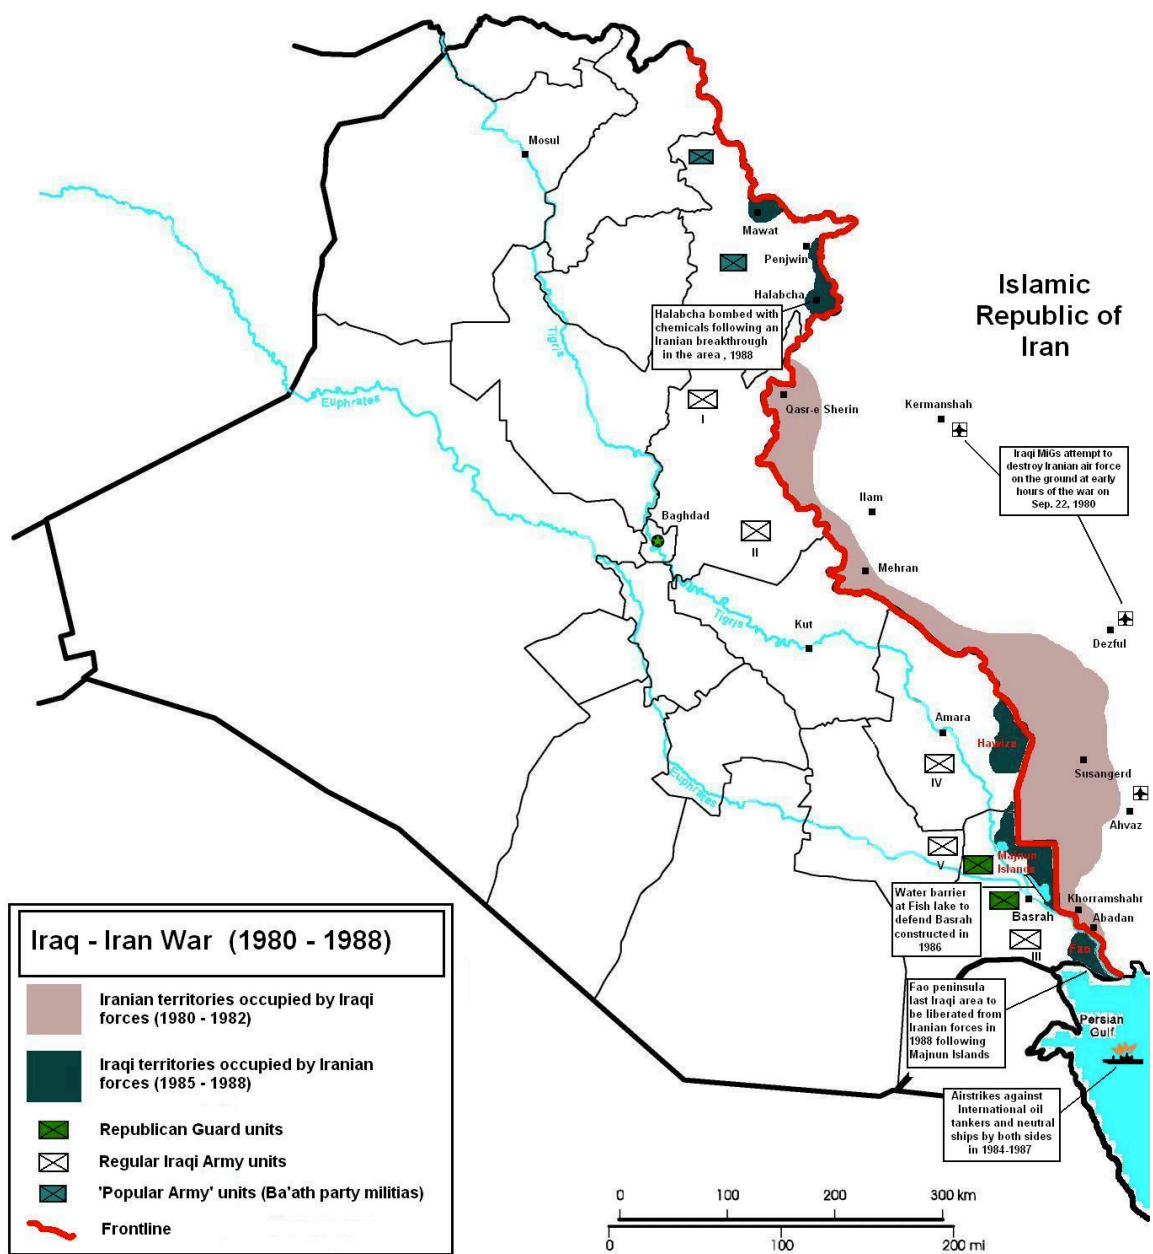 Mosul
Mawat
Penjwin
Halabcha
Islamic
Republic of
Iran
Halabcha bombed with
chemicals following an
Iranian breakthrough
in the area , 1988
Tigris
Euphrates
I
Qasr-e Sherin
Kermanshah
Iraqi MiGs attempt to
destroy Iranian air force
on the ground at early
hours of the war on
Sep. 22, 1980
Ilam
Baghdad
II
Mehran
Tigris
Kut
Dezful
Amara
Hawiza
IV
Susangerd
Euphrates
Ahvaz
V
Majnun
Islands
Water barrier
at Fish lake to
defend Basrah
constructed in
1986
Basrah
Khorramshahr
Abadan
III
Fao
Fao peninsula
last Iraqi area to
be liberated from
Iranian forces in
1988 following
Majnun Islands
Persian
Gulf
Airstrikes against
International oil
tankers and neutral
ships by both sides
in 1984-1987
Iraq - Iran War (1980 - 1988)
Iranian territories occupied by Iraqi
forces (1980 - 1982)
Iraqi territories occupied by Iranian
forces (1985 - 1988)
Republican Guard units
Regular Iraqi Army units
'Popular Army' units (Ba'ath party militias)
Frontline
0 100 200 300 km
0 100 200 mi